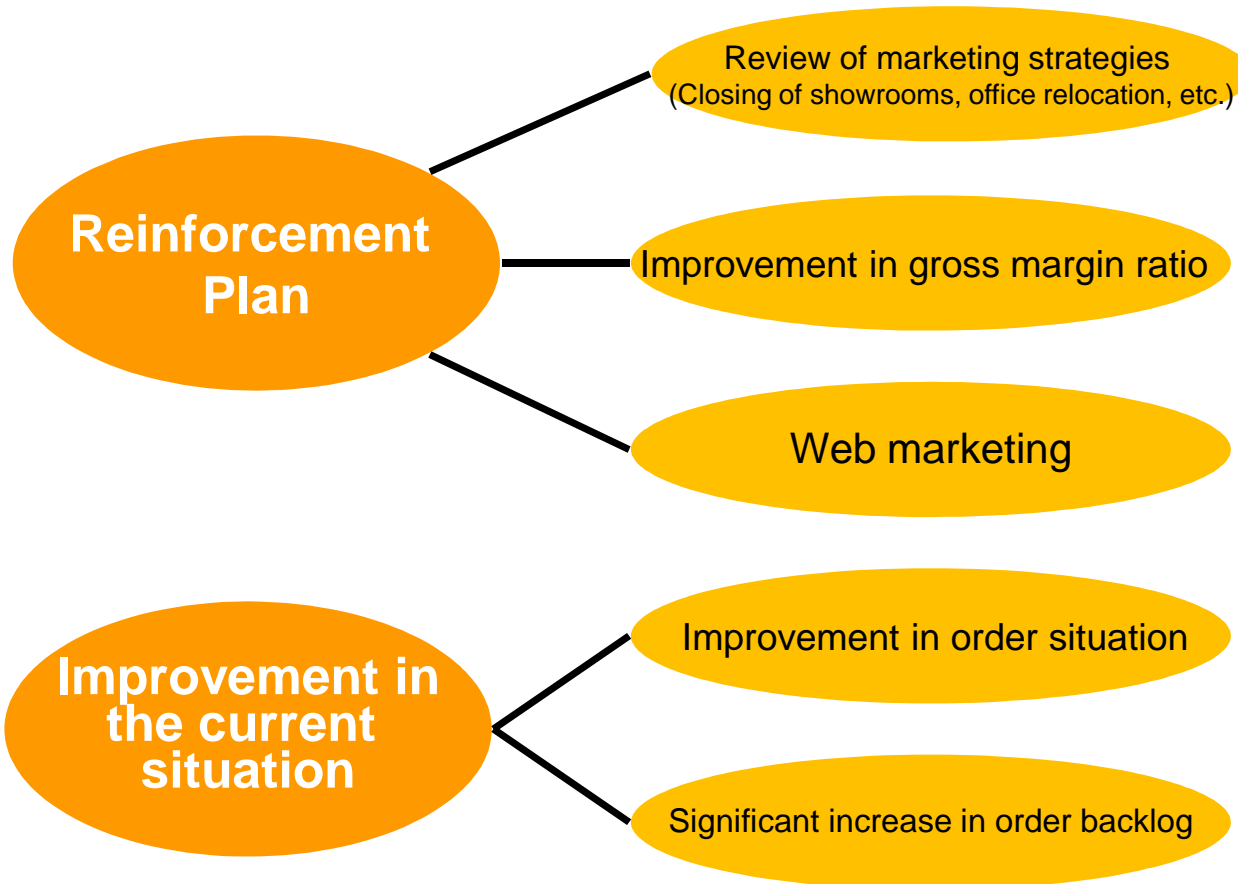 Review of marketing strategies
(Closing of showrooms, office relocation, etc.)
Reinforcement
Plan
Improvement in gross margin ratio
Web marketing
Improvement in
the current
situation
Improvement in order situation
Significant increase in order backlog